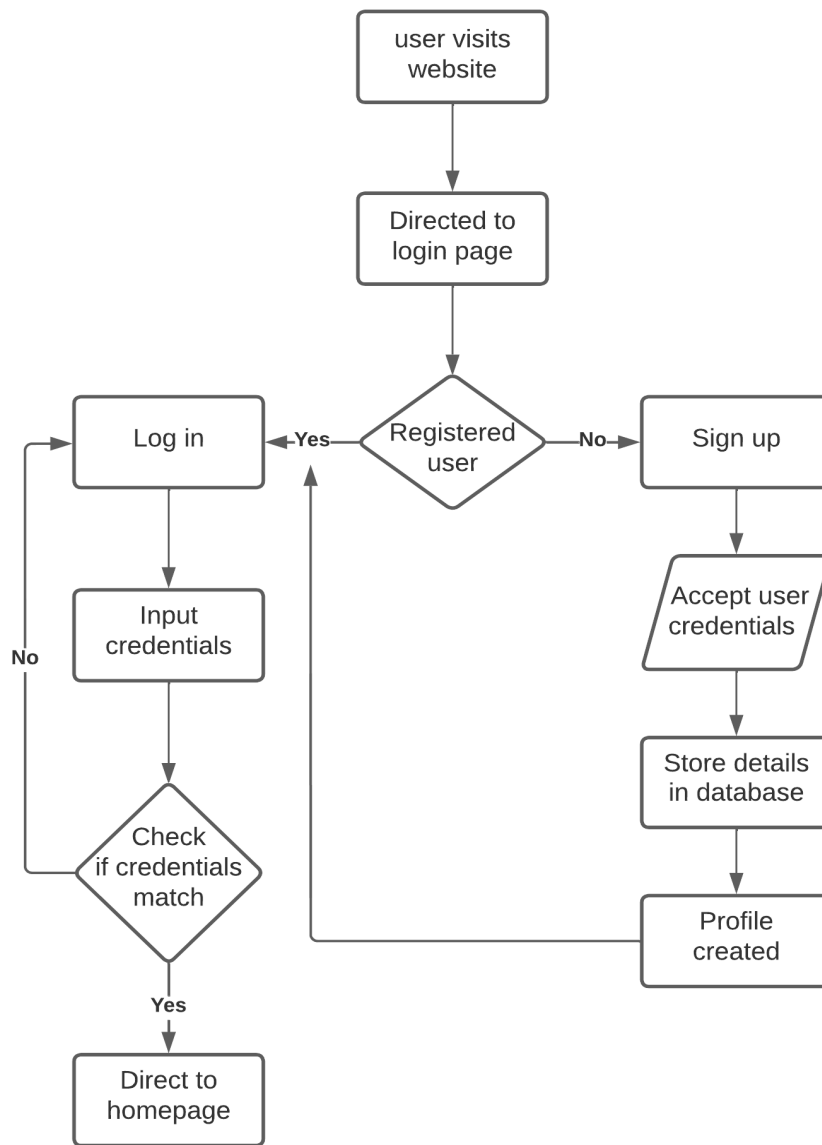 user visits
website
Directed to
login page
Registered
user
Yes
No
Log in
Sign up
Input
credentials
Accept user
credentials
No
Store details
in database
Check
if credentials
match
Profile
created
Yes
Direct to
homepage